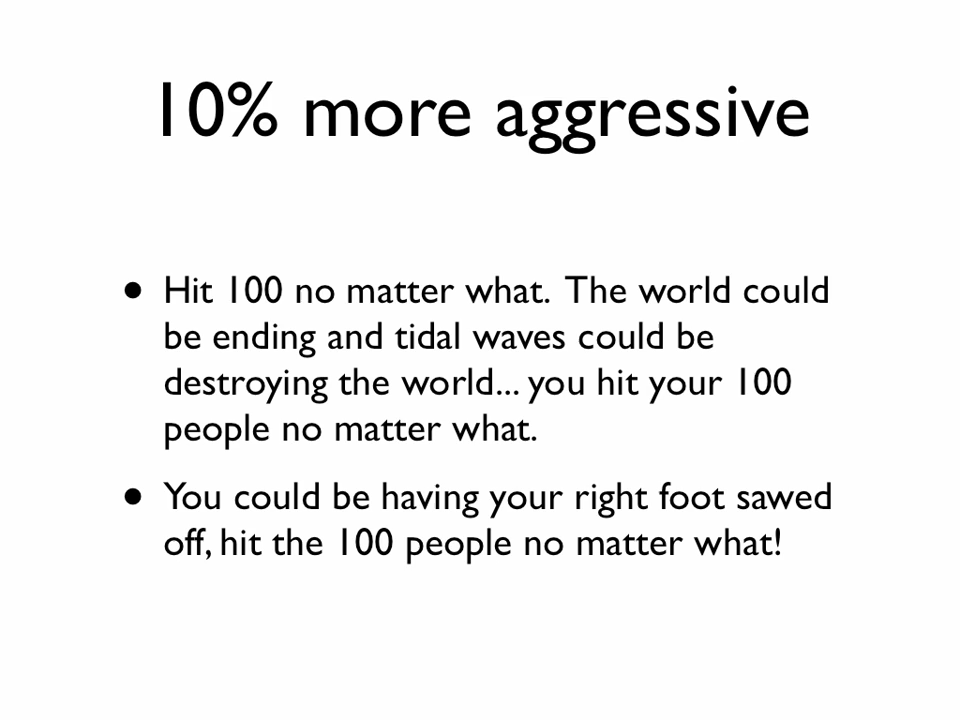 10% more aggressive
• Hit 100 no matter what.  The world could
be ending and tidal waves could be
destroying the world... you hit your 100
people no matter what.
• You could be having your right foot sawed
off, hit the 100 people no matter what!